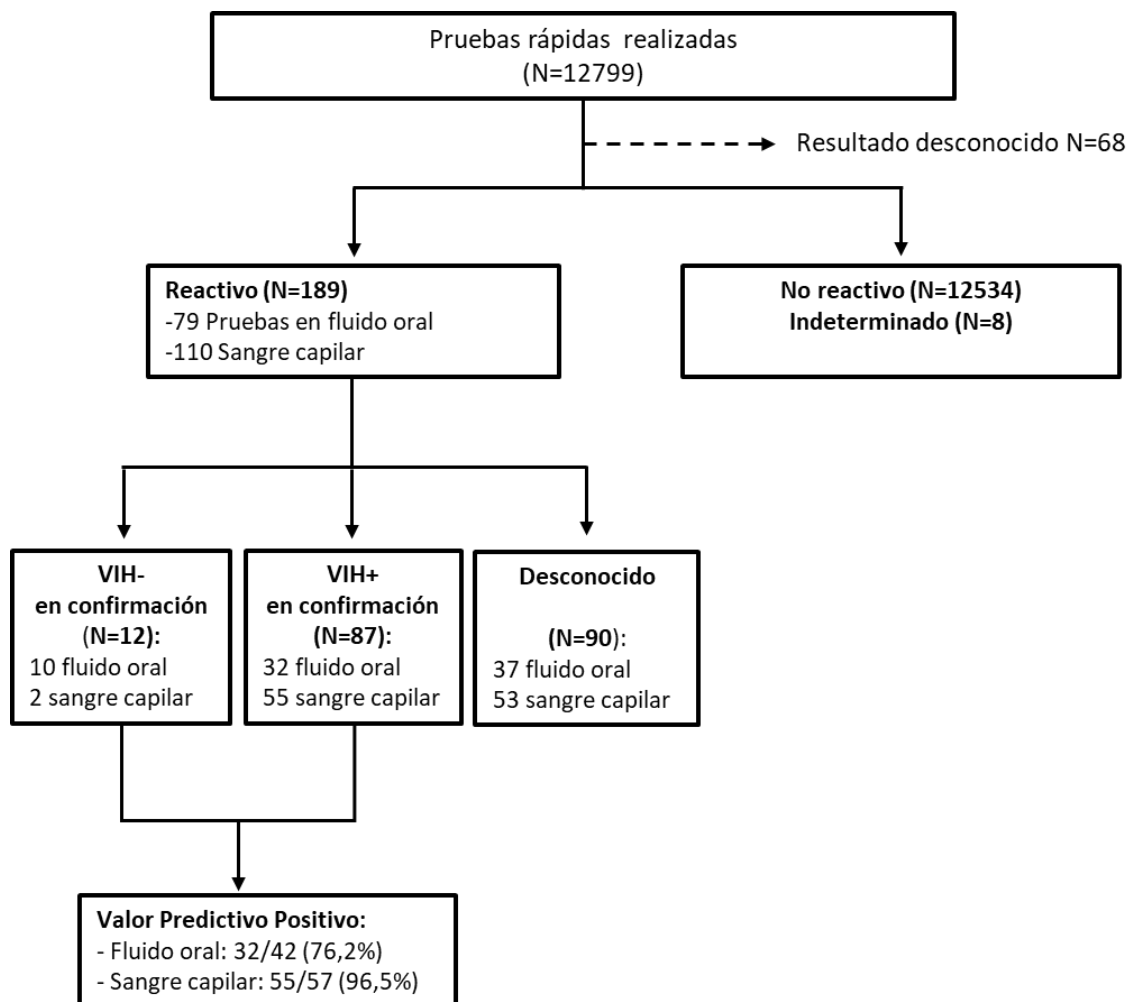 Pruebas rápidas realizadas
(N=12799)
Resultado desconocido N=68
Reactivo (N=189)
-79 Pruebas en fluido oral
-110 Sangre capilar
No reactivo (N=12534)
Indeterminado (N=8)
VIH-
en confirmación
(N=12):
10 fluido oral
2 sangre capilar
VIH+
en confirmación
(N=87):
32 fluido oral
55 sangre capilar
Desconocido
(N=90):
37 fluido oral
53 sangre capilar
Valor Predictivo Positivo:
- Fluido oral: 32/42 (76,2%)
- Sangre capilar: 55/57 (96,5%)